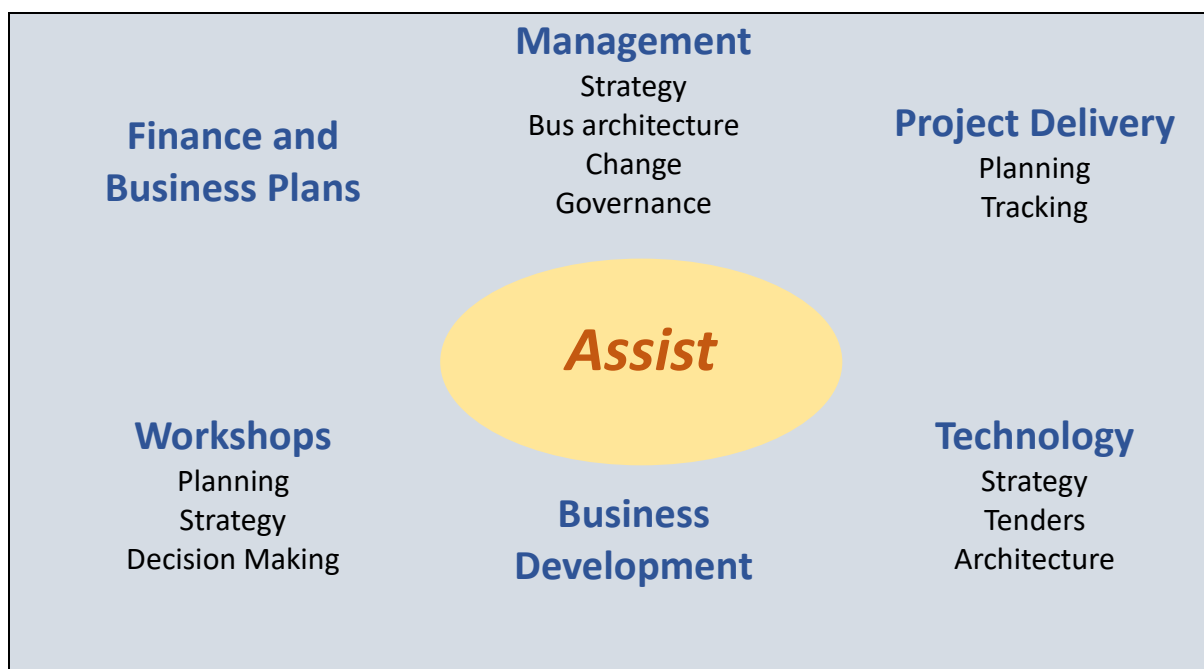 Management
Strategy
Bus architecture
Change
Governance
Finance and
Business Plans
Project Delivery
Planning
Tracking
Assist
Workshops
Planning
Strategy
Decision Making
Business
Development
Technology
Strategy
Tenders
Architecture